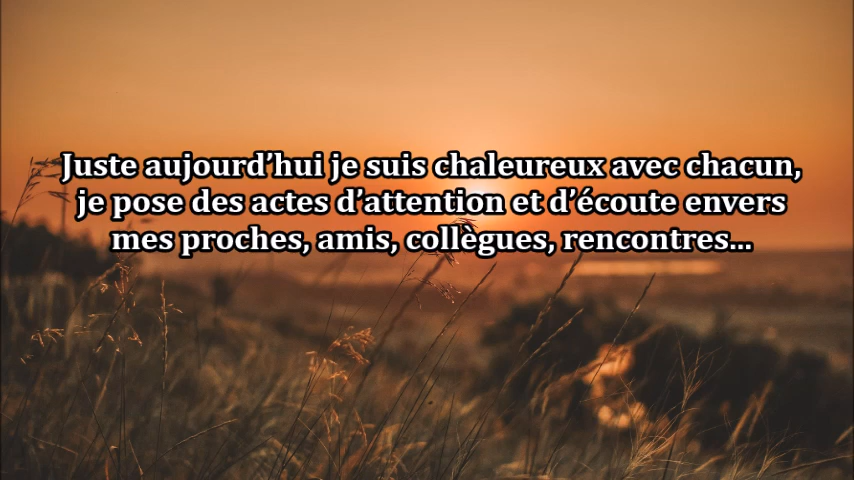 Juste aujourd’hui je suis chaleureux avec chacun,
je pose des actes d’attention et d’écoute envers
mes proches, amis, collègues, rencontres...